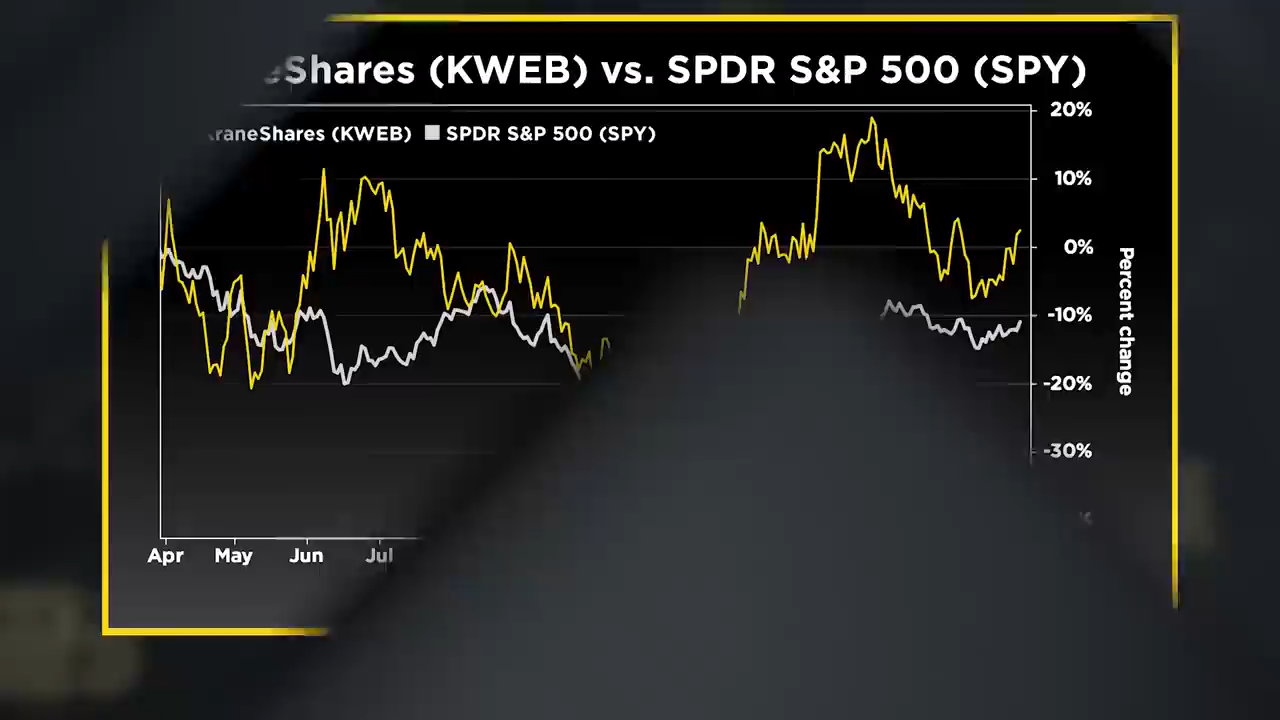 eShares (KWEB) vs. SPDR S&P 500 (SPY)
raneShares (KWEB) SPDR S&P 500 (SPY)
20%
10%
0%
-10%
-20%
-30%
Percent change
Apr May Jun Jul